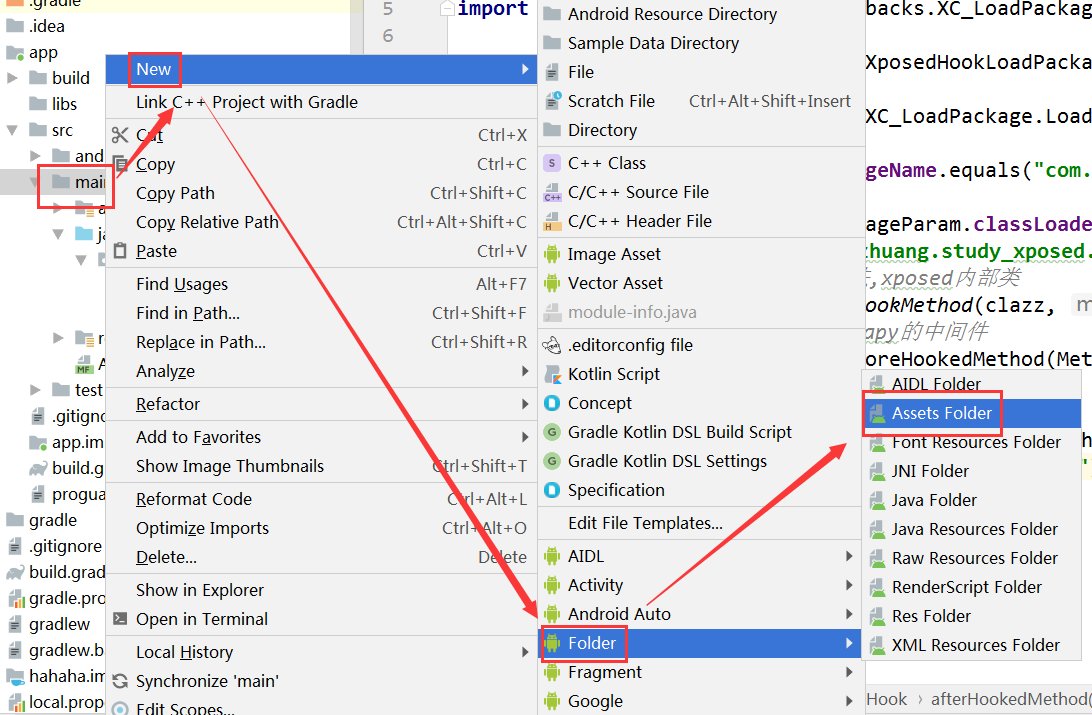 .gradle
.idea
app
build
libs
src
and
main
a
ja
r
A
test
.gitigno
app.im
build.g
progua
gradle
.gitignore
build.grad
gradle.pro
gradlew
gradlew.b
hahaha.im
local.prop
5
import
6
New
Link C++ Project with Gradle
Cut Ctrl+X
Copy Ctrl+C
Copy Path Ctrl+Shift+C
Copy Relative Path Ctrl+Alt+Shift+C
Paste Ctrl+V
Find Usages Alt+F7
Find in Path... Ctrl+Shift+F
Replace in Path... Ctrl+Shift+R
Analyze
Refactor
Add to Favorites
Show Image Thumbnails Ctrl+Shift+T
Reformat Code Ctrl+Alt+L
Optimize Imports Ctrl+Alt+O
Delete... Delete
Show in Explorer
Open in Terminal
Local History
Synchronize 'main'
Edit Scopes...
Android Resource Directory
Sample Data Directory
File
Scratch File Ctrl+Alt+Shift+Insert
Directory
C++ Class
C/C++ Source File
C/C++ Header File
Image Asset
Vector Asset
module-info.java
.editorconfig file
Kotlin Script
Concept
Gradle Kotlin DSL Build Script
Gradle Kotlin DSL Settings
Specification
Edit File Templates...
AIDL
Activity
Android Auto
Folder
Fragment
Google
backs.XC_LoadPackag
XposedHookLoadPacka
XC_LoadPackage.Load
geName.equals("com.
ageParam.classLoade
zhuang.study_xposed.
,xposed内部类
ookMethod(clazz, m
apy的中间件
oreHookedMethod(Met
AIDL Folder
Assets Folder
Font Resources Folder
JNI Folder
Java Folder
Java Resources Folder
Raw Resources Folder
RenderScript Folder
Res Folder
XML Resources Folder
h
"
Hook › afterHookedMethod(